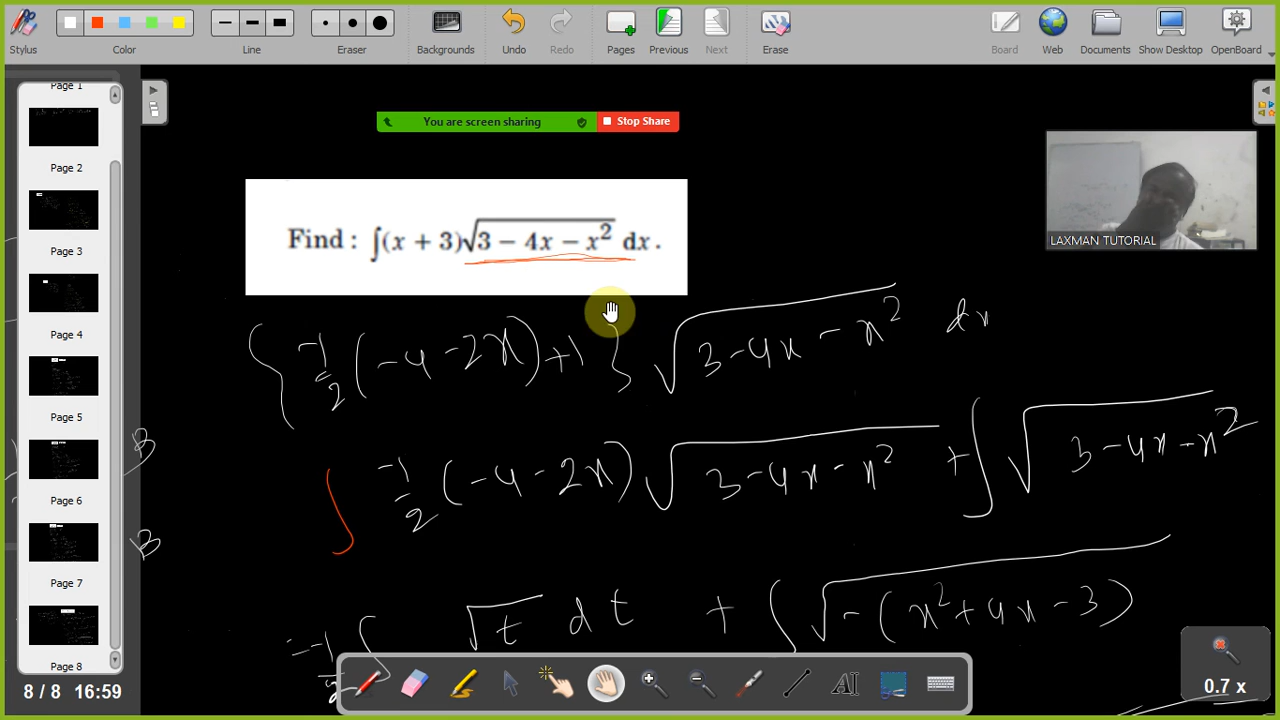 Stylus
Color
Line
Eraser
Backgrounds
Undo
Redo
Pages
Previous
Next
Erase
Board
Web
Documents
Show Desktop
OpenBoard
Page 1
Page 2
Page 3
Page 4
Page 5
Page 6
Page 7
Page 8
8 / 8 16:59
You are screen sharing
Stop Share
LAXMAN TUTORIAL
Find : ∫(x + 3)√(3 − 4x − x²) dx .
{ -1/2 (-4-2x)+1 } √(3-4x-x²) dx
∫ -1/2 (-4-2x) √(3-4x-x²) + ∫ √(3-4x-x²)
= -1/2 ∫ √t dt + ∫ √(-(x²+4x-3))
B
B
AI
0.7 x